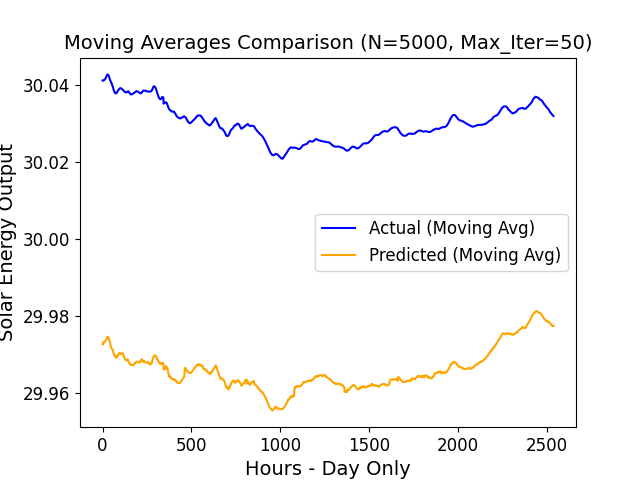 Moving Averages Comparison (N=5000, Max_Iter=50)
Solar Energy Output
30.04
30.02
30.00
29.98
29.96
Actual (Moving Avg)
Predicted (Moving Avg)
0 500 1000 1500 2000 2500
Hours - Day Only